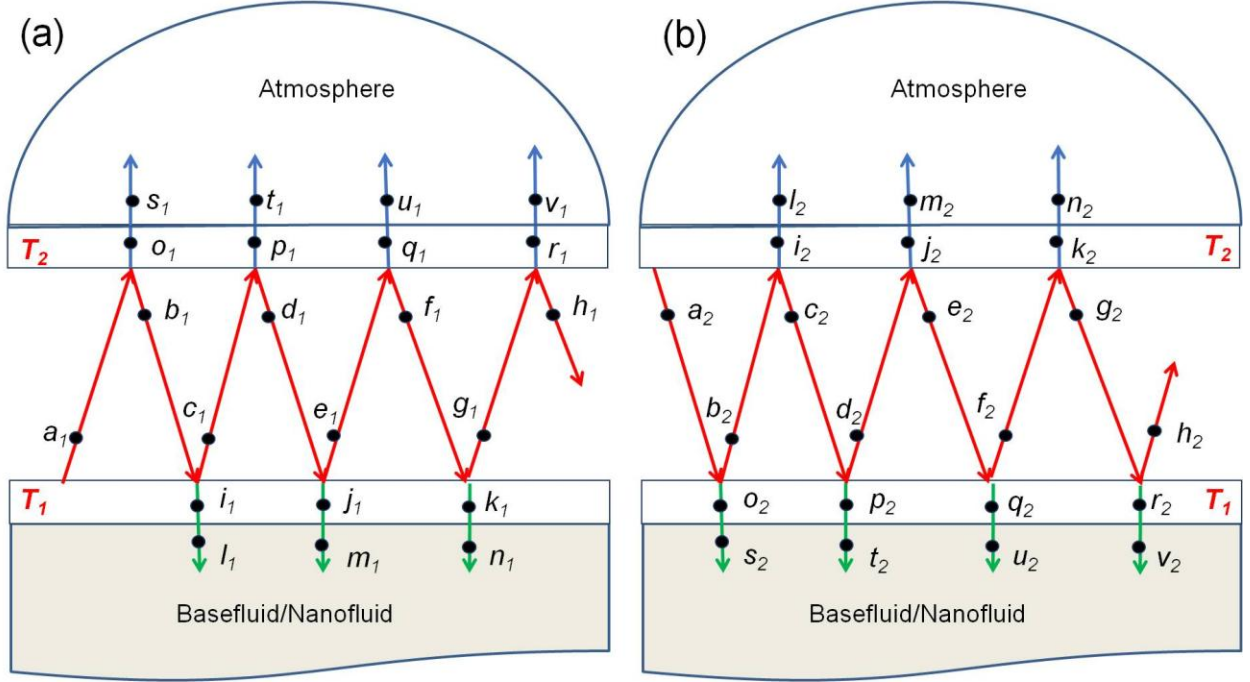 (a)
Atmosphere
s₁ t₁ u₁ v₁
T₂ o₁ p₁ q₁ r₁
b₁ d₁ f₁ h₁
a₁ c₁ e₁ g₁
T₁ i₁ j₁ k₁
l₁ m₁ n₁
Basefluid/Nanofluid
(b)
Atmosphere
l₂ m₂ n₂
i₂ j₂ k₂ T₂
a₂ c₂ e₂ g₂
b₂ d₂ f₂ h₂
o₂ p₂ q₂ r₂ T₁
s₂ t₂ u₂ v₂
Basefluid/Nanofluid